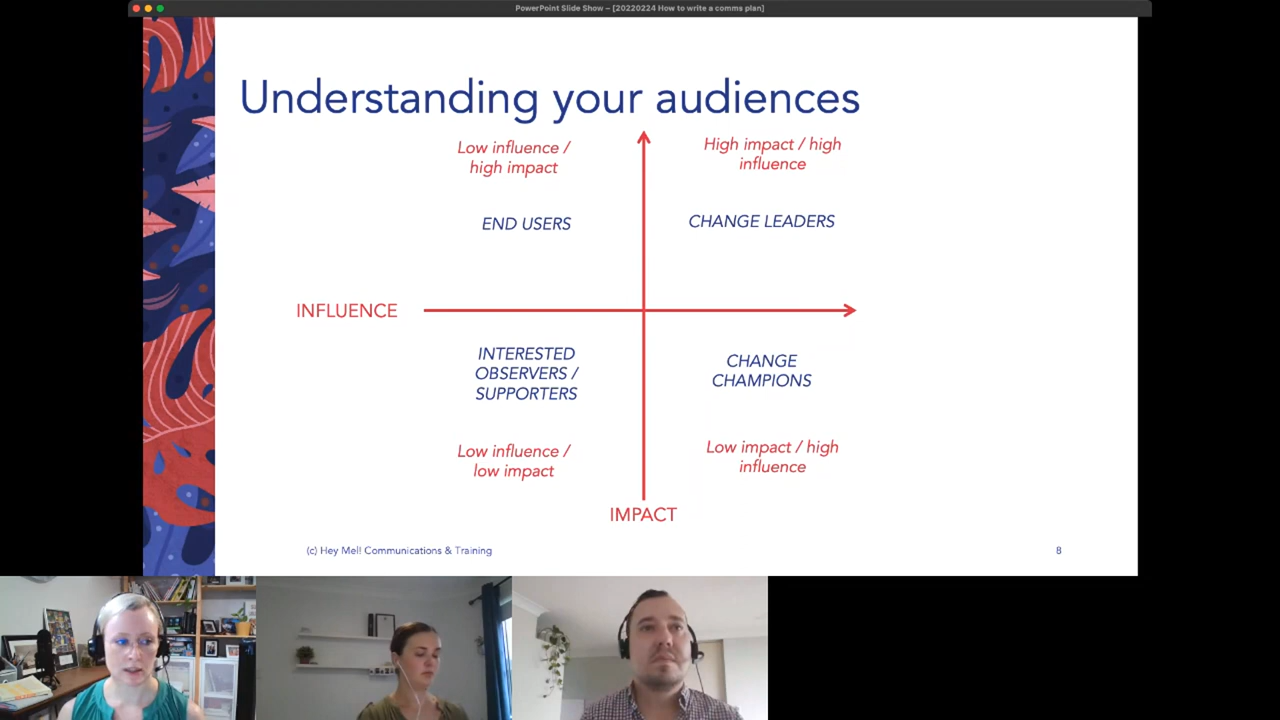 PowerPoint Slide Show – [20220224 How to write a comms plan]
Understanding your audiences
Low influence /
high impact
High impact / high
influence
END USERS
CHANGE LEADERS
INFLUENCE
INTERESTED
OBSERVERS /
SUPPORTERS
CHANGE
CHAMPIONS
Low influence /
low impact
Low impact / high
influence
IMPACT
(c) Hey Mel! Communications & Training
8